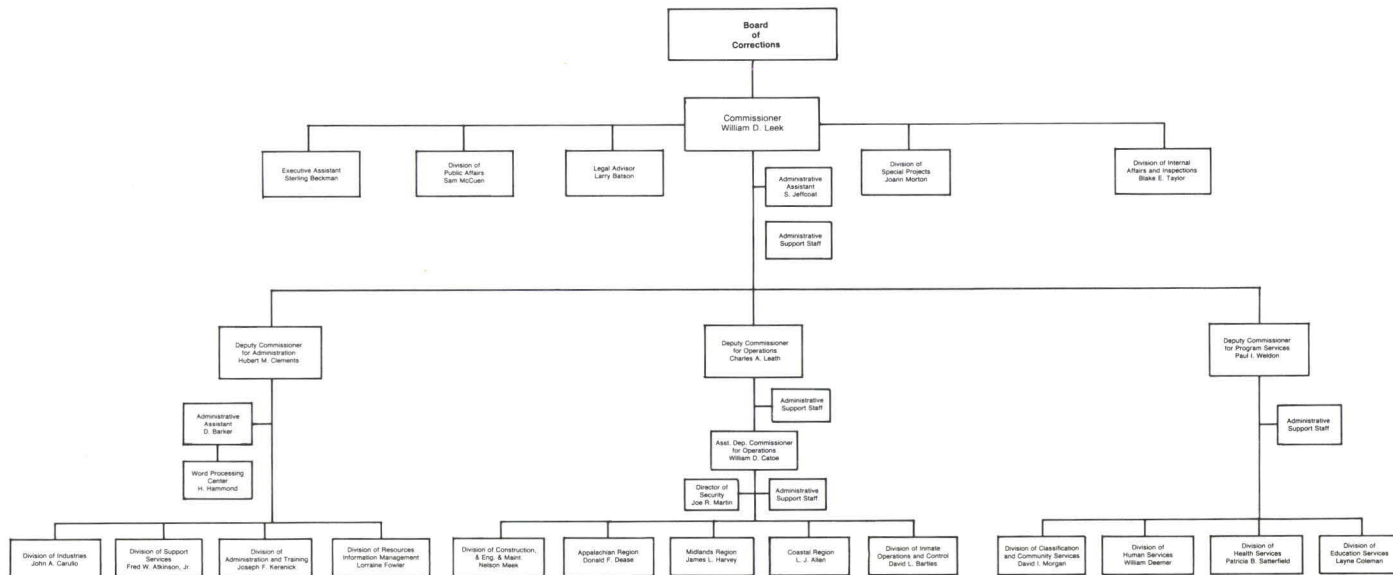 Board
of
Corrections
Commissioner
William D. Leek
Executive Assistant
Sterling Beckman
Division of
Public Affairs
Sam McCuen
Legal Advisor
Larry Batson
Division of
Special Projects
Joann Morton
Division of Internal
Affairs and Inspections
Blake E. Taylor
Administrative
Assistant
S. Jeffcoat
Administrative
Support Staff
Deputy Commissioner
for Administration
Hubert M. Clements
Deputy Commissioner
for Operations
Charles A. Leath
Deputy Commissioner
for Program Services
Paul I. Weldon
Administrative
Support Staff
Administrative
Assistant
D. Barker
Administrative
Support Staff
Asst. Dep. Commissioner
for Operations
William D. Catoe
Word Processing
Center
H. Hammond
Director of
Security
Joe R. Martin
Administrative
Support Staff
Division of Industries
John A. Carullo
Division of Support
Services
Fred W. Atkinson, Jr.
Division of
Administration and Training
Joseph F. Kerenick
Division of Resources
Information Management
Lorraine Fowler
Division of Construction,
& Eng. & Maint.
Nelson Meek
Appalachian Region
Donald F. Dease
Midlands Region
James L. Harvey
Coastal Region
L. J. Allen
Division of Inmate
Operations and Control
David L. Bartles
Division of Classification
and Community Services
David I. Morgan
Division of
Human Services
William Deemer
Division of
Health Services
Patricia B. Satterfield
Division of
Education Services
Layne Coleman